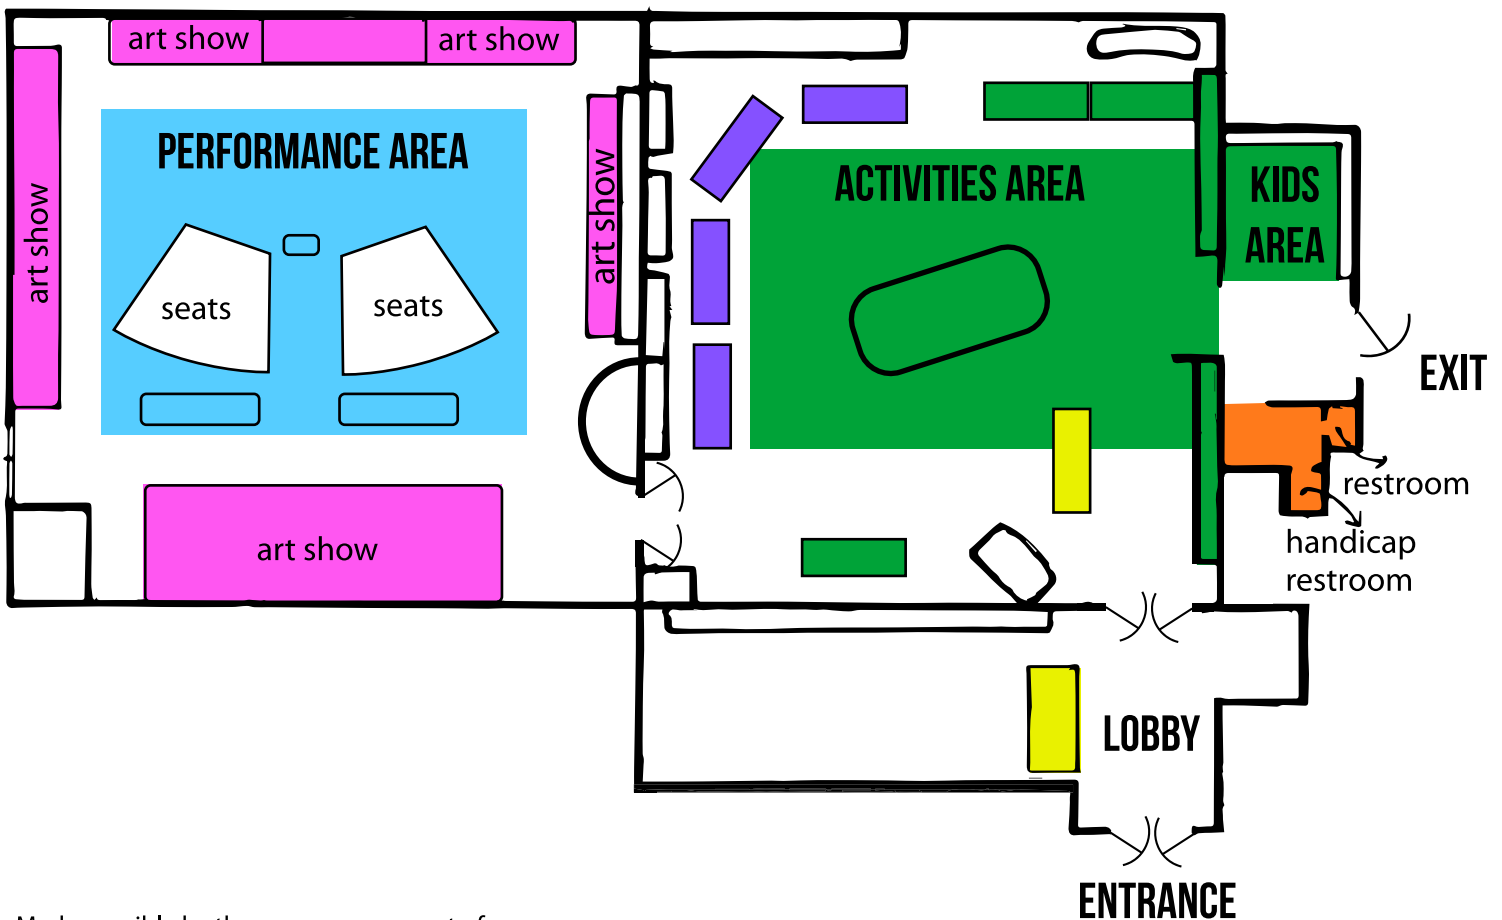 art show
art show
art show
PERFORMANCE AREA
seats
seats
art show
art show
ACTIVITIES AREA
KIDS
AREA
EXIT
restroom
handicap
restroom
LOBBY
ENTRANCE